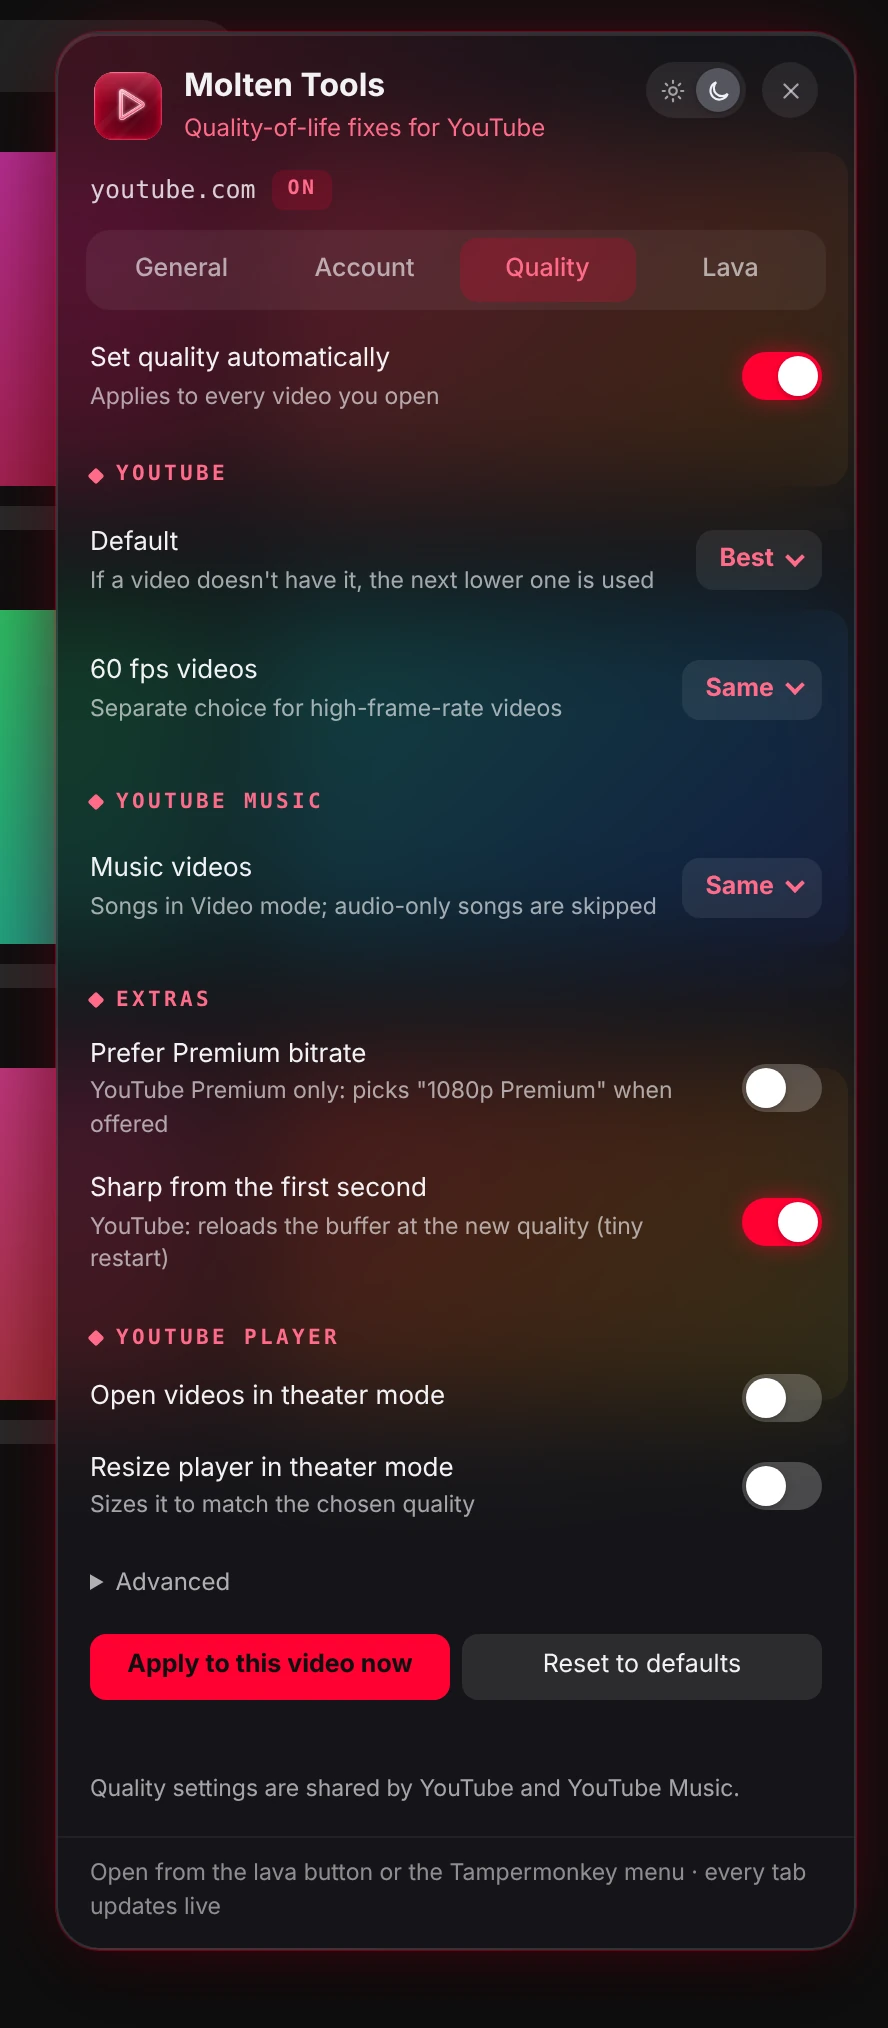 Molten Tools
Quality-of-life fixes for YouTube
youtube.com ON
General Account Quality Lava
Set quality automatically
Applies to every video you open
YOUTUBE
Default
If a video doesn't have it, the next lower one is used
Best
60 fps videos
Separate choice for high-frame-rate videos
Same
YOUTUBE MUSIC
Music videos
Songs in Video mode; audio-only songs are skipped
Same
EXTRAS
Prefer Premium bitrate
YouTube Premium only: picks "1080p Premium" when
offered
Sharp from the first second
YouTube: reloads the buffer at the new quality (tiny
restart)
YOUTUBE PLAYER
Open videos in theater mode
Resize player in theater mode
Sizes it to match the chosen quality
Advanced
Apply to this video now Reset to defaults
Quality settings are shared by YouTube and YouTube Music.
Open from the lava button or the Tampermonkey menu · every tab
updates live